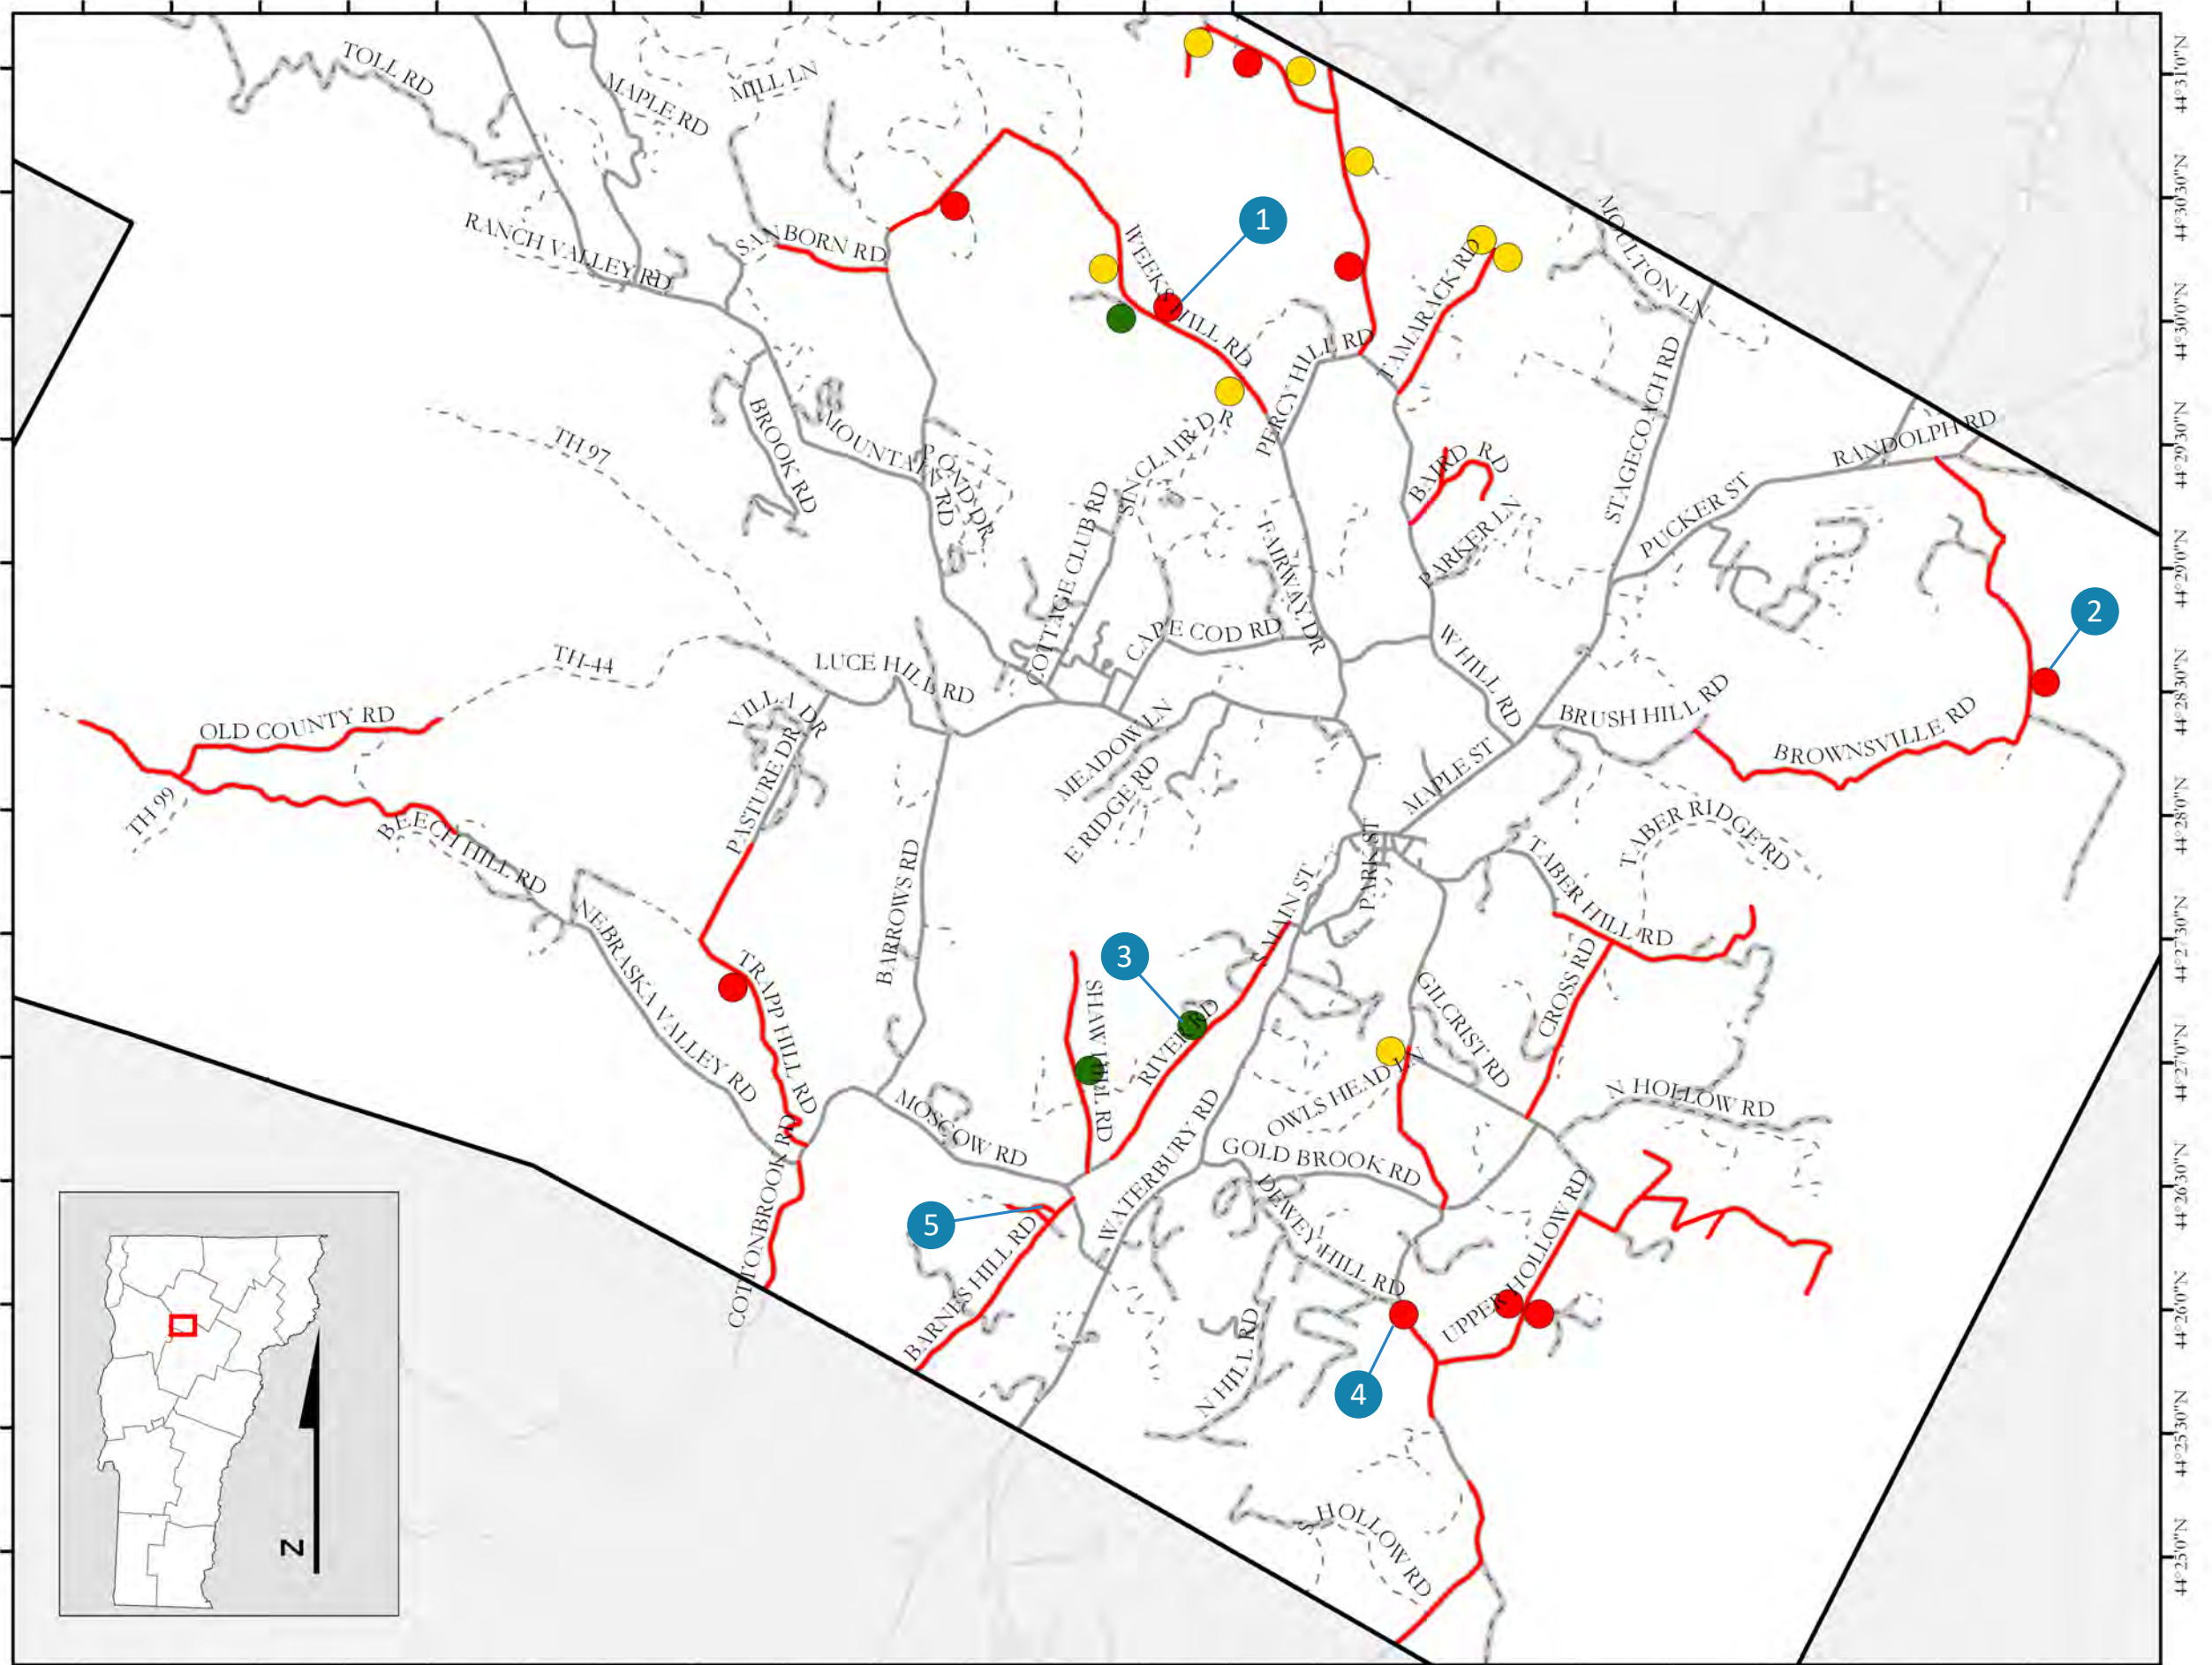 TOLL RD
MAPLE RD
MILL LN
44°31'0"N
RANCH VALLEY RD
SANBORN RD
1
WEEKS HILL RD
TAMARACK RD
MOULTON LN
44°30'30"N
44°30'0"N
PERCY HILL RD
STAGECOACH RD
TH 97
BROOK RD
MOUNTAIN RD
POND DR
SINCLAIR DR
COTTAGE CLUB RD
BAIRD RD
PARKER LN
PUCKER ST
RANDOLPH RD
44°29'30"N
44°29'0"N
FAIRWAY DR
CAPE COD RD
W HILL RD
2
TH-44
LUCE HILL RD
VILLA DR
PASTURE DR
OLD COUNTY RD
MEADOW LN
E RIDGE RD
MAPLE ST
BRUSH HILL RD
BROWNSVILLE RD
44°28'30"N
TH 99
BEECH HILL RD
TABER RIDGE RD
44°28'0"N
NEBRASKA VALLEY RD
BARROWS RD
PARK ST
S MAIN ST
TABER HILL RD
44°27'30"N
TRAPP HILL RD
3
SHAW HILL RD
RIVER RD
GILCRIST RD
CROSS RD
44°27'0"N
MOSCOW RD
OWLS HEAD LN
N HOLLOW RD
COTTONBROOK RD
5
BARNES HILL RD
WATERBURY RD
GOLD BROOK RD
DEWEY HILL RD
UPPER HOLLOW RD
44°26'30"N
44°26'0"N
N HILL RD
4
44°25'30"N
S HOLLOW RD
44°25'0"N
N